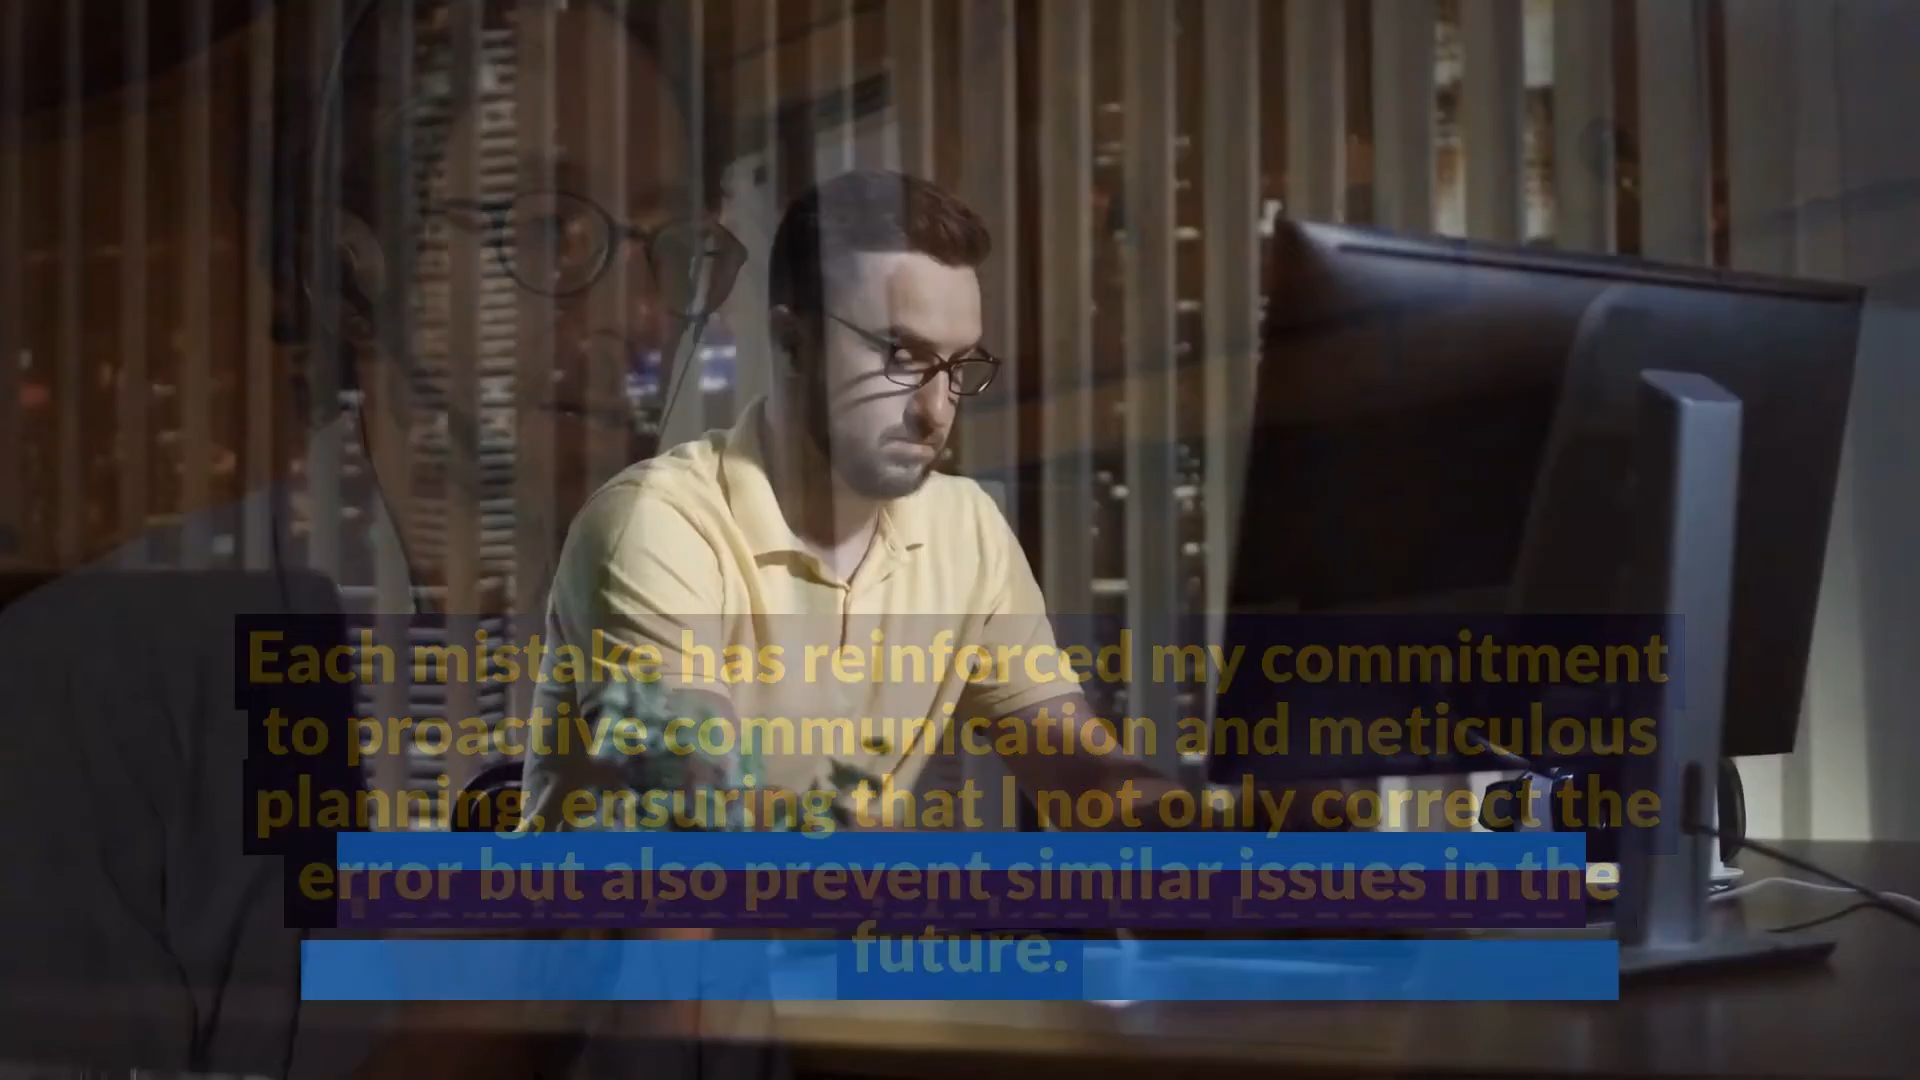 Each mistake has reinforced my commitment
to proactive communication and meticulous
planning, ensuring that I not only correct the
error but also prevent similar issues in the
future.